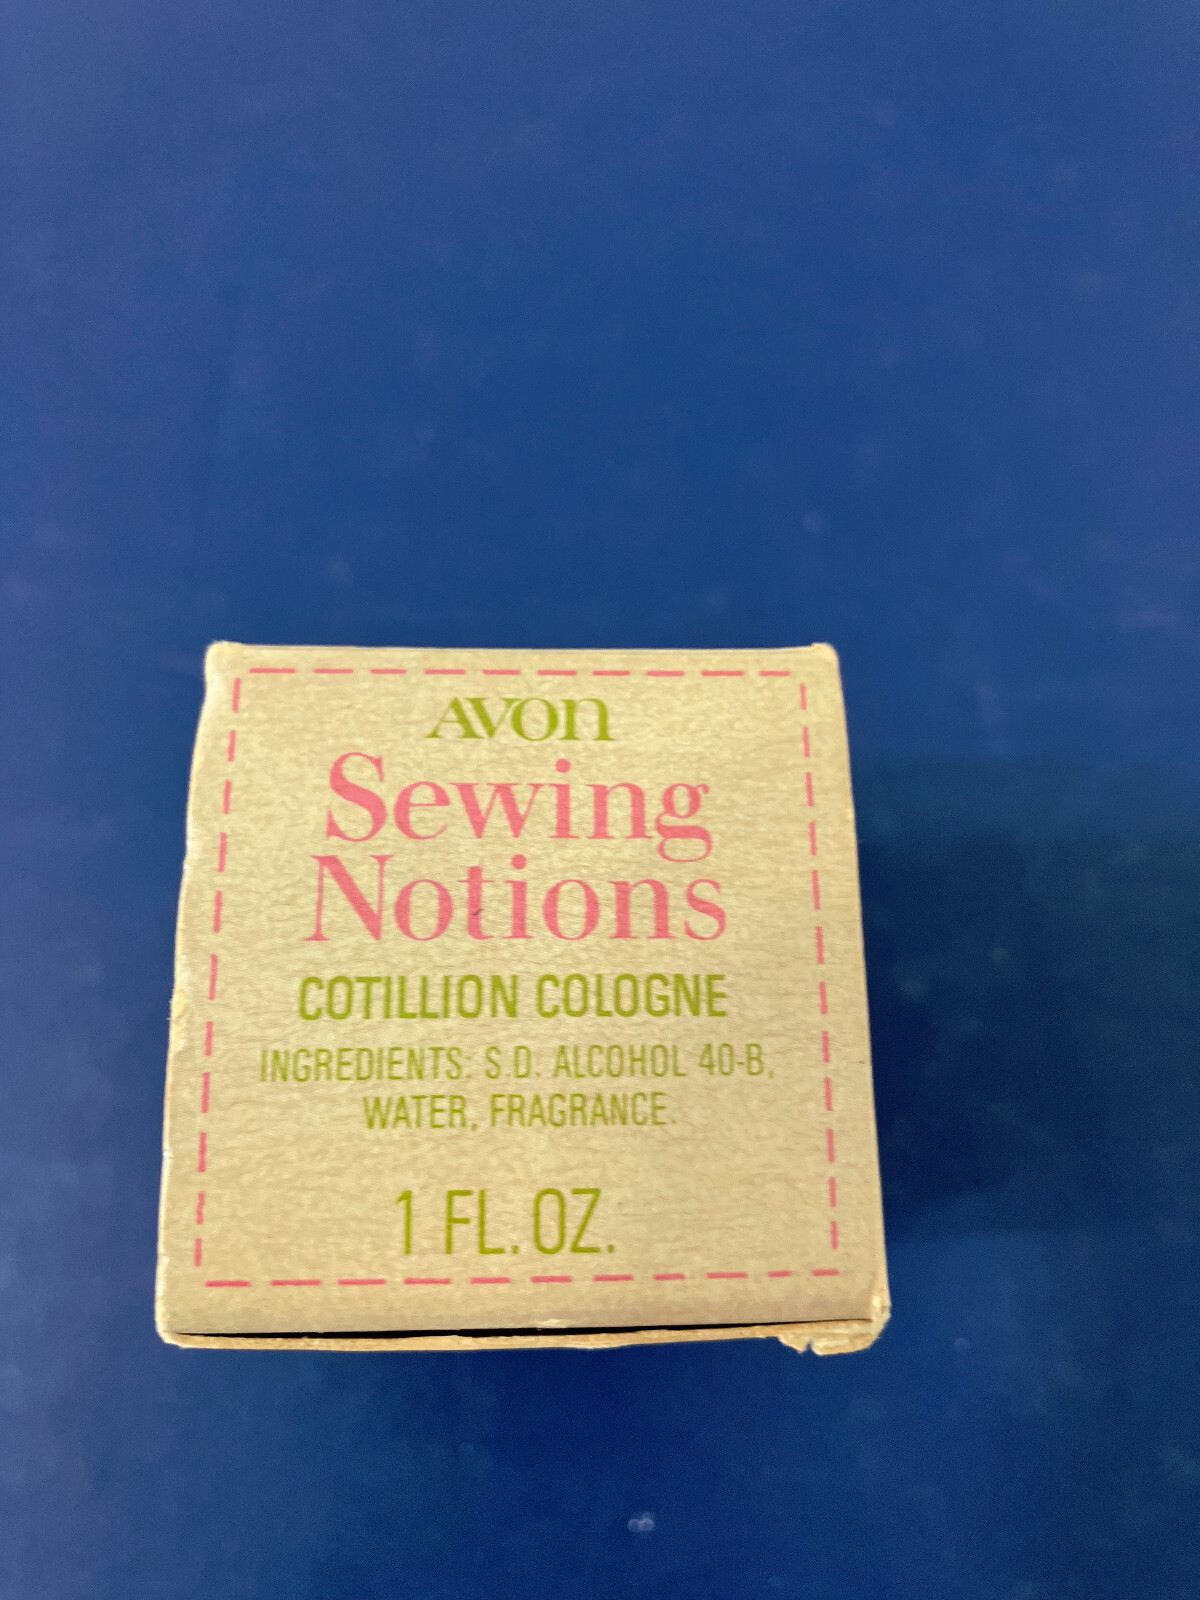 AVON
Sewing
Notions
COTILLION COLOGNE
INGREDIENTS: S.D. ALCOHOL 40-B,
WATER, FRAGRANCE.
1 FL. OZ.